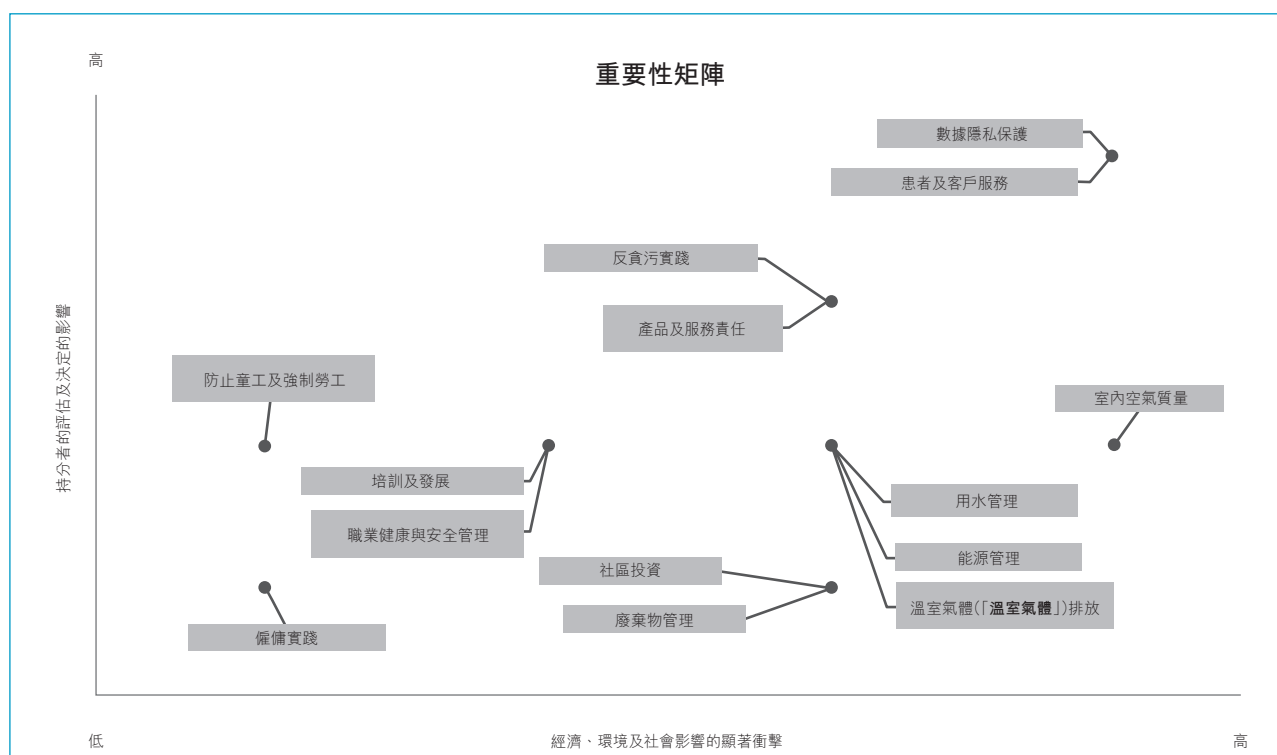 高
重要性矩陣
數據隱私保護
患者及客戶服務
反貪污實踐
產品及服務責任
持分者的評估及決定的影響
防止童工及強制勞工
室內空氣質量
培訓及發展
用水管理
職業健康與安全管理
能源管理
社區投資
溫室氣體(「溫室氣體」)排放
廢棄物管理
僱傭實踐
低
經濟、環境及社會影響的顯著衝擊
高